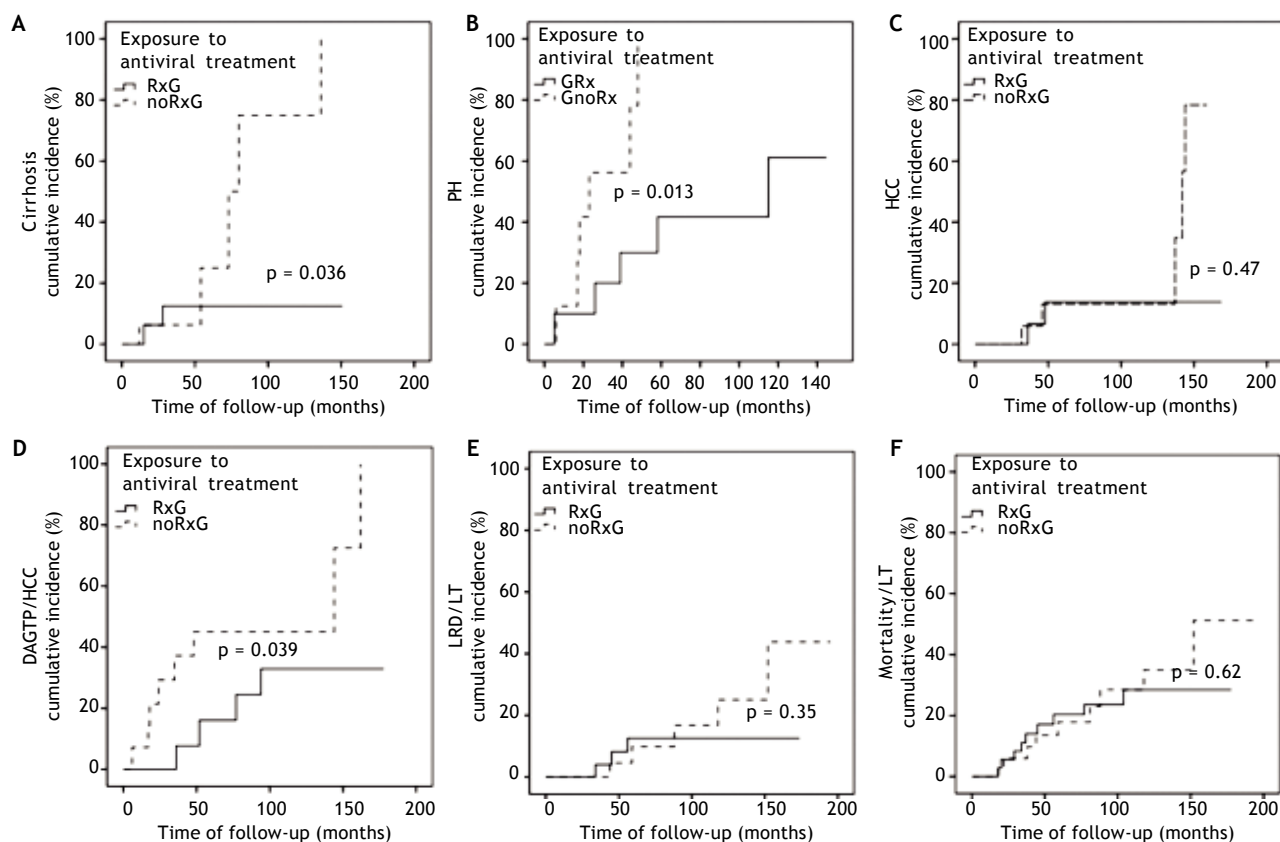 A
Exposure to
antiviral treatment
RxG
noRxG
Cirrhosis
cumulative incidence (%)
100
80
60
40
20
0
p = 0.036
0 50 100 150 200
Time of follow-up (months)
B
Exposure to
antiviral treatment
GRx
GnoRx
PH
cumulative incidence (%)
100
80
60
40
20
0
p = 0.013
0 20 40 60 80 100 120 140
Time of follow-up (months)
C
Exposure to
antiviral treatment
RxG
noRxG
HCC
cumulative incidence (%)
100
80
60
40
20
0
p = 0.47
0 50 100 150 200
Time of follow-up (months)
D
Exposure to
antiviral treatment
RxG
noRxG
DAGTP/HCC
cumulative incidence (%)
100
80
60
40
20
0
p = 0.039
0 50 100 150 200
Time of follow-up (months)
E
Exposure to
antiviral treatment
RxG
noRxG
LRD/LT
cumulative incidence (%)
100
80
60
40
20
0
p = 0.35
0 50 100 150 200
Time of follow-up (months)
F
Exposure to
antiviral treatment
RxG
noRxG
Mortality/LT
cumulative incidence (%)
100
80
60
40
20
0
p = 0.62
0 50 100 150 200
Time of follow-up (months)